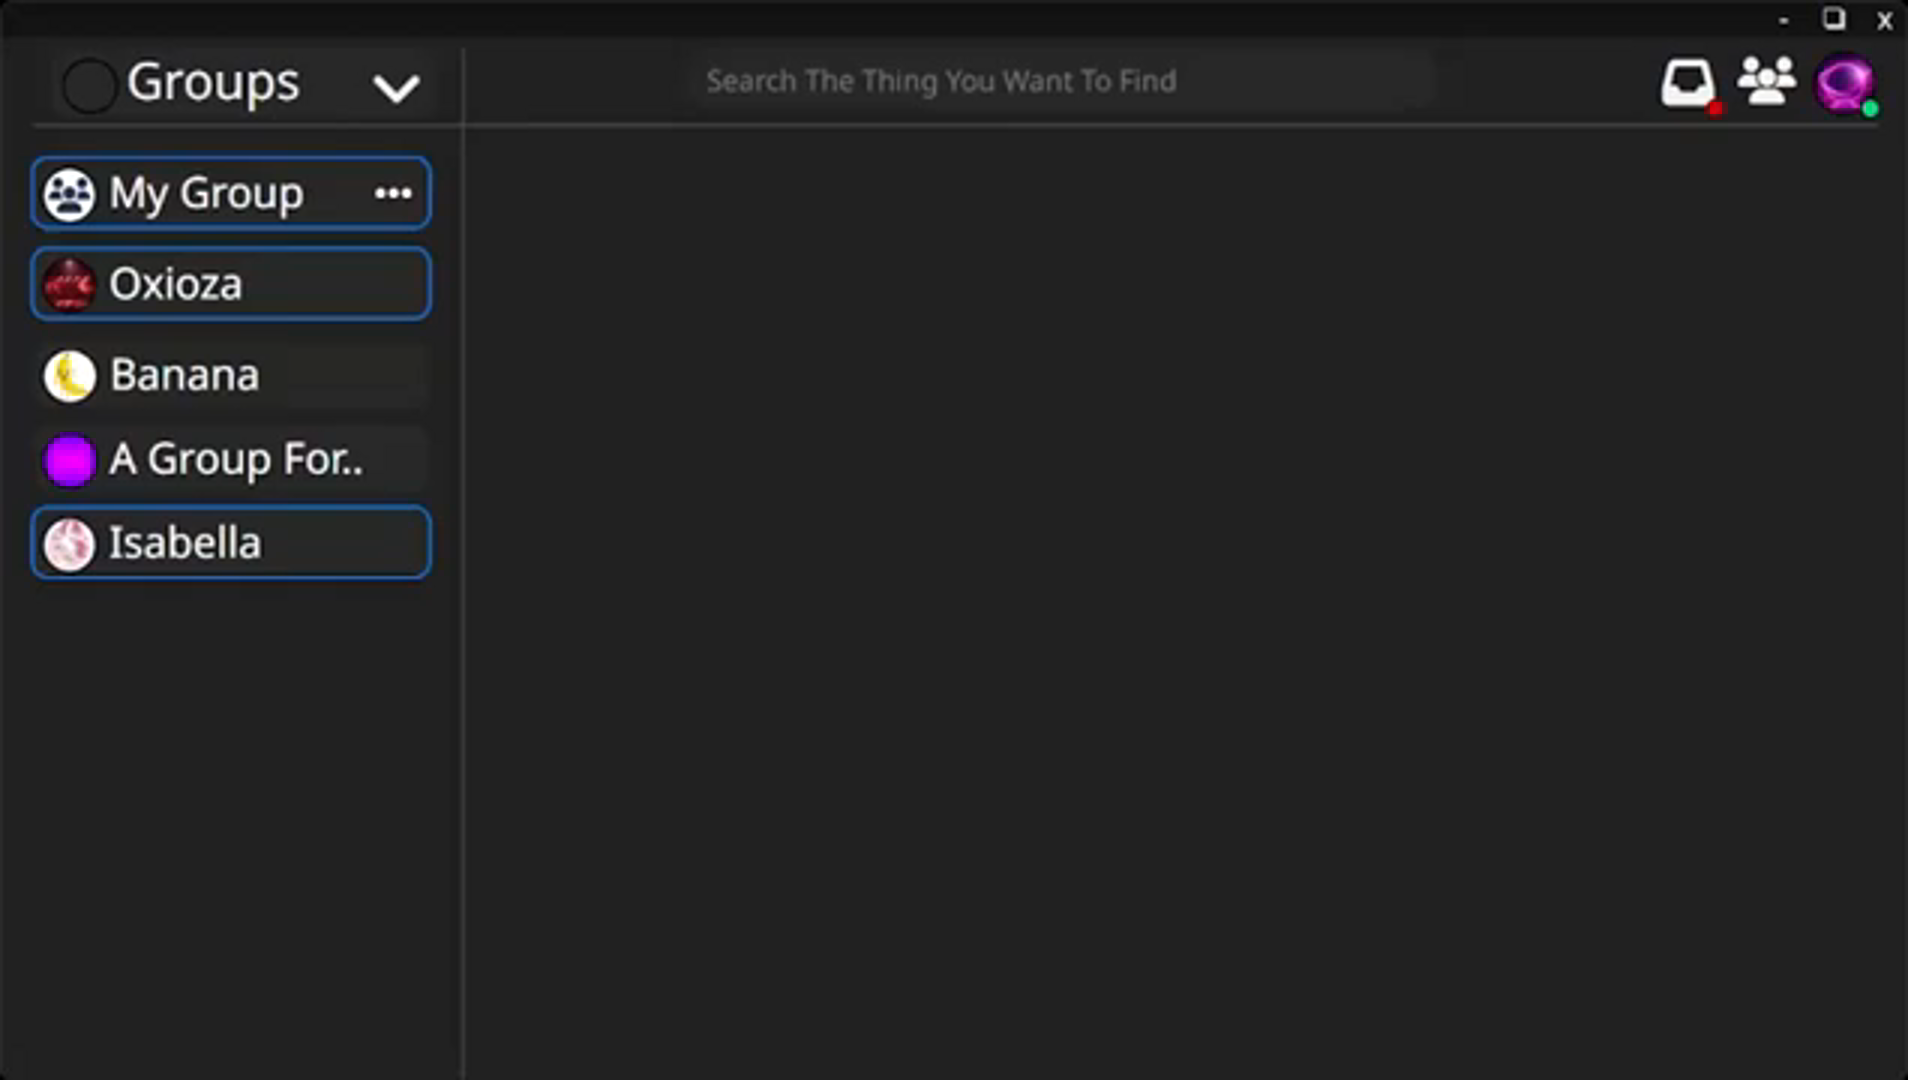 Groups
Search The Thing You Want To Find
My Group
Oxioza
Banana
A Group For..
Isabella